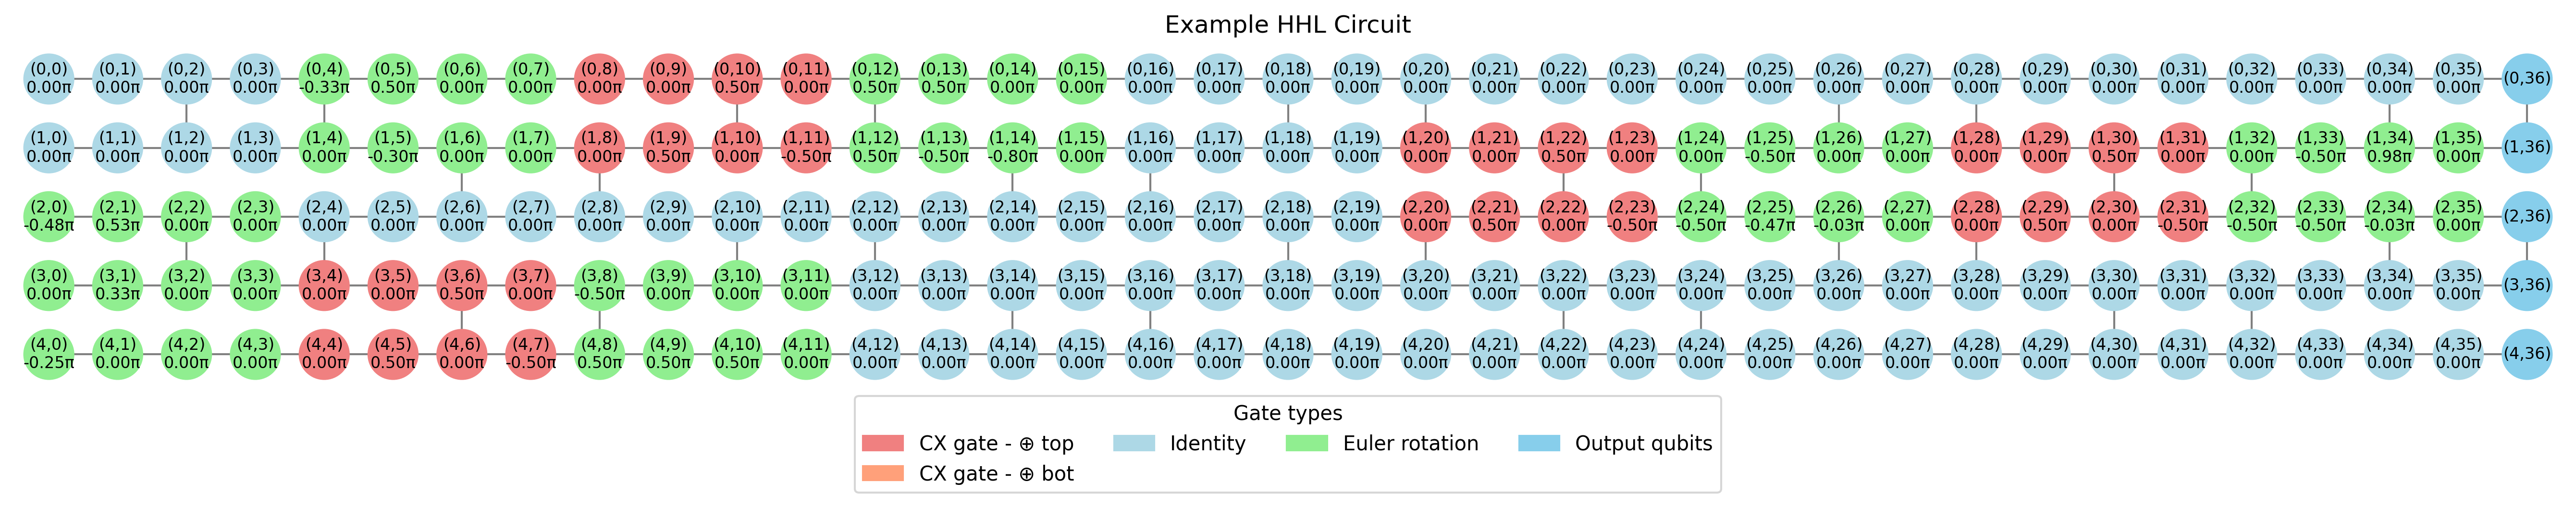 Example HHL Circuit
(0,0) (0,1) (0,2) (0,3) (0,4) (0,5) (0,6) (0,7) (0,8) (0,9) (0,10) (0,11) (0,12) (0,13) (0,14) (0,15) (0,16) (0,17) (0,18) (0,19) (0,20) (0,21) (0,22) (0,23) (0,24) (0,25) (0,26) (0,27) (0,28) (0,29) (0,30) (0,31) (0,32) (0,33) (0,34) (0,35) (0,36)
0.00π 0.00π 0.00π 0.00π -0.33π 0.50π 0.00π 0.00π 0.00π 0.00π 0.50π 0.00π 0.50π 0.50π 0.00π 0.00π 0.00π 0.00π 0.00π 0.00π 0.00π 0.00π 0.00π 0.00π 0.00π 0.00π 0.00π 0.00π 0.00π 0.00π 0.00π 0.00π 0.00π 0.00π 0.00π 0.00π
(1,0) (1,1) (1,2) (1,3) (1,4) (1,5) (1,6) (1,7) (1,8) (1,9) (1,10) (1,11) (1,12) (1,13) (1,14) (1,15) (1,16) (1,17) (1,18) (1,19) (1,20) (1,21) (1,22) (1,23) (1,24) (1,25) (1,26) (1,27) (1,28) (1,29) (1,30) (1,31) (1,32) (1,33) (1,34) (1,35) (1,36)
0.00π 0.00π 0.00π 0.00π 0.00π -0.30π 0.00π 0.00π 0.00π 0.50π 0.00π -0.50π 0.50π -0.50π -0.80π 0.00π 0.00π 0.00π 0.00π 0.00π 0.00π 0.00π 0.50π 0.00π 0.00π -0.50π 0.00π 0.00π 0.00π 0.00π 0.50π 0.00π 0.00π -0.50π 0.98π 0.00π
(2,0) (2,1) (2,2) (2,3) (2,4) (2,5) (2,6) (2,7) (2,8) (2,9) (2,10) (2,11) (2,12) (2,13) (2,14) (2,15) (2,16) (2,17) (2,18) (2,19) (2,20) (2,21) (2,22) (2,23) (2,24) (2,25) (2,26) (2,27) (2,28) (2,29) (2,30) (2,31) (2,32) (2,33) (2,34) (2,35) (2,36)
-0.48π 0.53π 0.00π 0.00π 0.00π 0.00π 0.00π 0.00π 0.00π 0.00π 0.00π 0.00π 0.00π 0.00π 0.00π 0.00π 0.00π 0.00π 0.00π 0.00π 0.00π 0.50π 0.00π -0.50π -0.50π -0.47π -0.03π 0.00π 0.00π 0.50π 0.00π -0.50π -0.50π -0.50π -0.03π 0.00π
(3,0) (3,1) (3,2) (3,3) (3,4) (3,5) (3,6) (3,7) (3,8) (3,9) (3,10) (3,11) (3,12) (3,13) (3,14) (3,15) (3,16) (3,17) (3,18) (3,19) (3,20) (3,21) (3,22) (3,23) (3,24) (3,25) (3,26) (3,27) (3,28) (3,29) (3,30) (3,31) (3,32) (3,33) (3,34) (3,35) (3,36)
0.00π 0.33π 0.00π 0.00π 0.00π 0.00π 0.50π 0.00π -0.50π 0.00π 0.00π 0.00π 0.00π 0.00π 0.00π 0.00π 0.00π 0.00π 0.00π 0.00π 0.00π 0.00π 0.00π 0.00π 0.00π 0.00π 0.00π 0.00π 0.00π 0.00π 0.00π 0.00π 0.00π 0.00π 0.00π 0.00π
(4,0) (4,1) (4,2) (4,3) (4,4) (4,5) (4,6) (4,7) (4,8) (4,9) (4,10) (4,11) (4,12) (4,13) (4,14) (4,15) (4,16) (4,17) (4,18) (4,19) (4,20) (4,21) (4,22) (4,23) (4,24) (4,25) (4,26) (4,27) (4,28) (4,29) (4,30) (4,31) (4,32) (4,33) (4,34) (4,35) (4,36)
-0.25π 0.00π 0.00π 0.00π 0.00π 0.50π 0.00π -0.50π 0.50π 0.50π 0.50π 0.00π 0.00π 0.00π 0.00π 0.00π 0.00π 0.00π 0.00π 0.00π 0.00π 0.00π 0.00π 0.00π 0.00π 0.00π 0.00π 0.00π 0.00π 0.00π 0.00π 0.00π 0.00π 0.00π 0.00π 0.00π
Gate types
CX gate - ⊕ top Identity Euler rotation Output qubits
CX gate - ⊕ bot